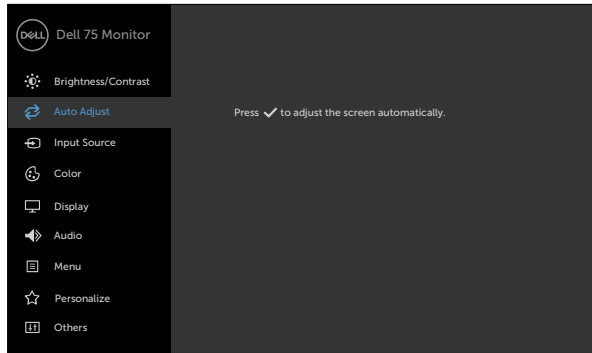 DELL Dell 75 Monitor
Brightness/Contrast
Auto Adjust
Press ✓ to adjust the screen automatically.
Input Source
Color
Display
Audio
Menu
Personalize
Others